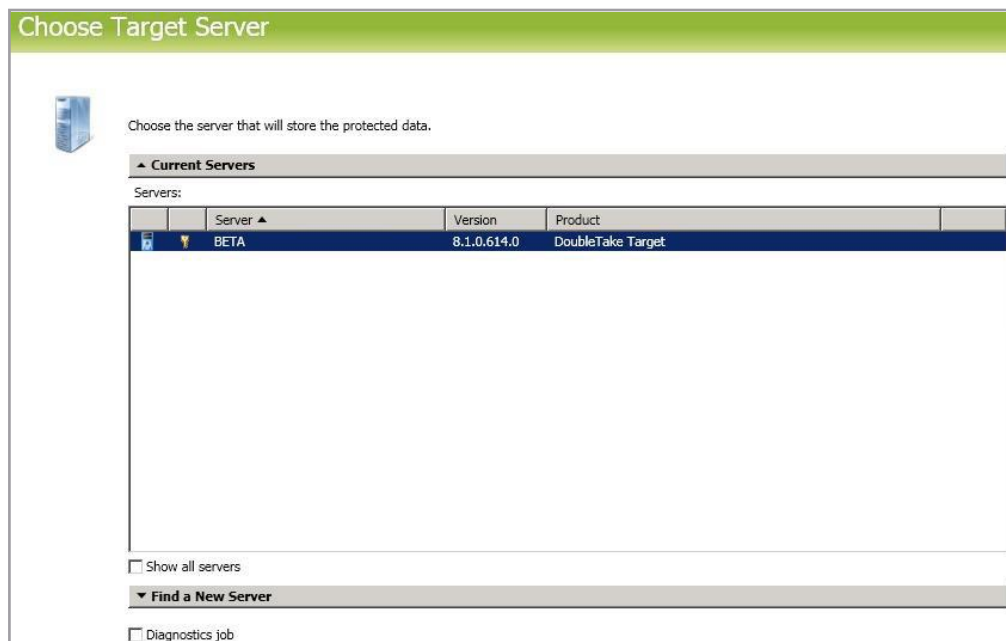 Choose Target Server
Choose the server that will store the protected data.
Current Servers
Servers:
Server Version Product
BETA 8.1.0.614.0 DoubleTake Target
Show all servers
Find a New Server
Diagnostics job